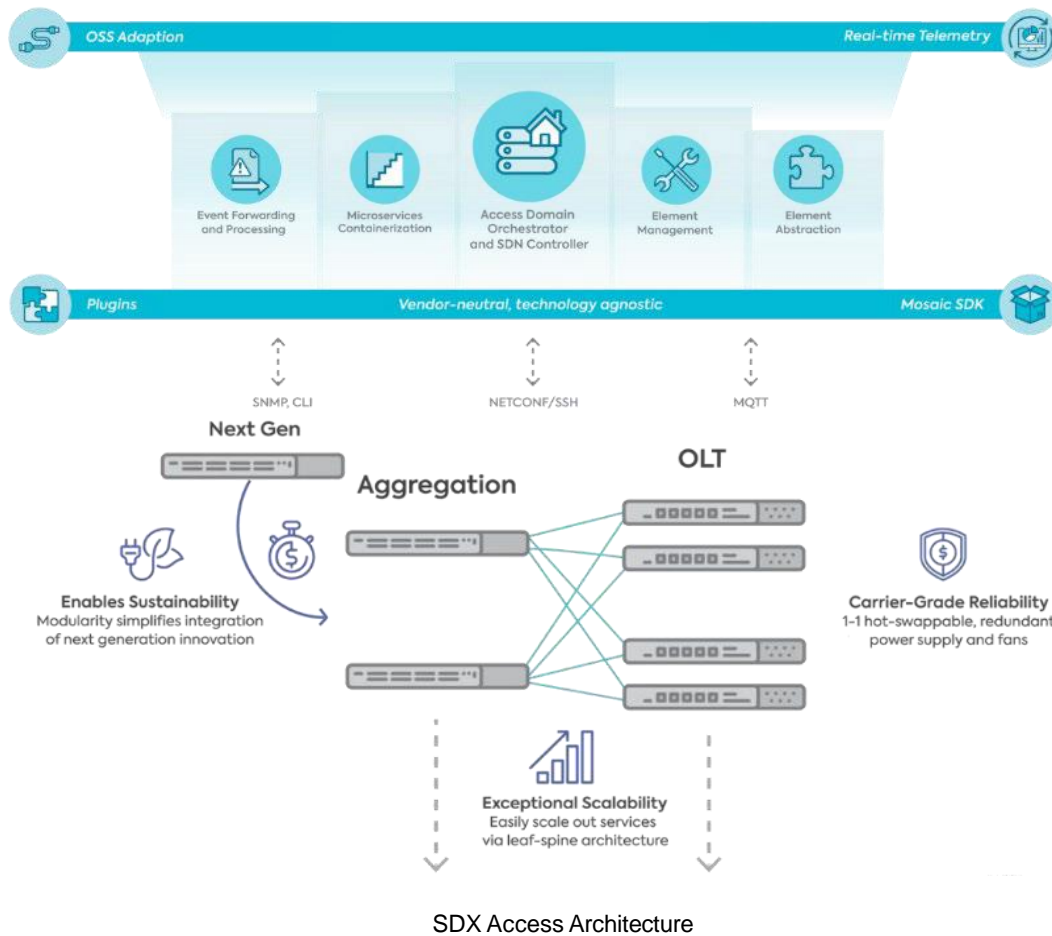 OSS Adaption
Real-time Telemetry
Event Forwarding
and Processing
Microservices
Containerization
Access Domain
Orchestrator
and SDN Controller
Element
Management
Element
Abstraction
Plugins
Vendor-neutral, technology agnostic
Mosaic SDK
SNMP, CLI
NETCONF/SSH
MQTT
Next Gen
Aggregation
OLT
Enables Sustainability
Modularity simplifies integration
of next generation innovation
Carrier-Grade Reliability
1-1 hot-swappable, redundant
power supply and fans
Exceptional Scalability
Easily scale out services
via leaf-spine architecture
SDX Access Architecture